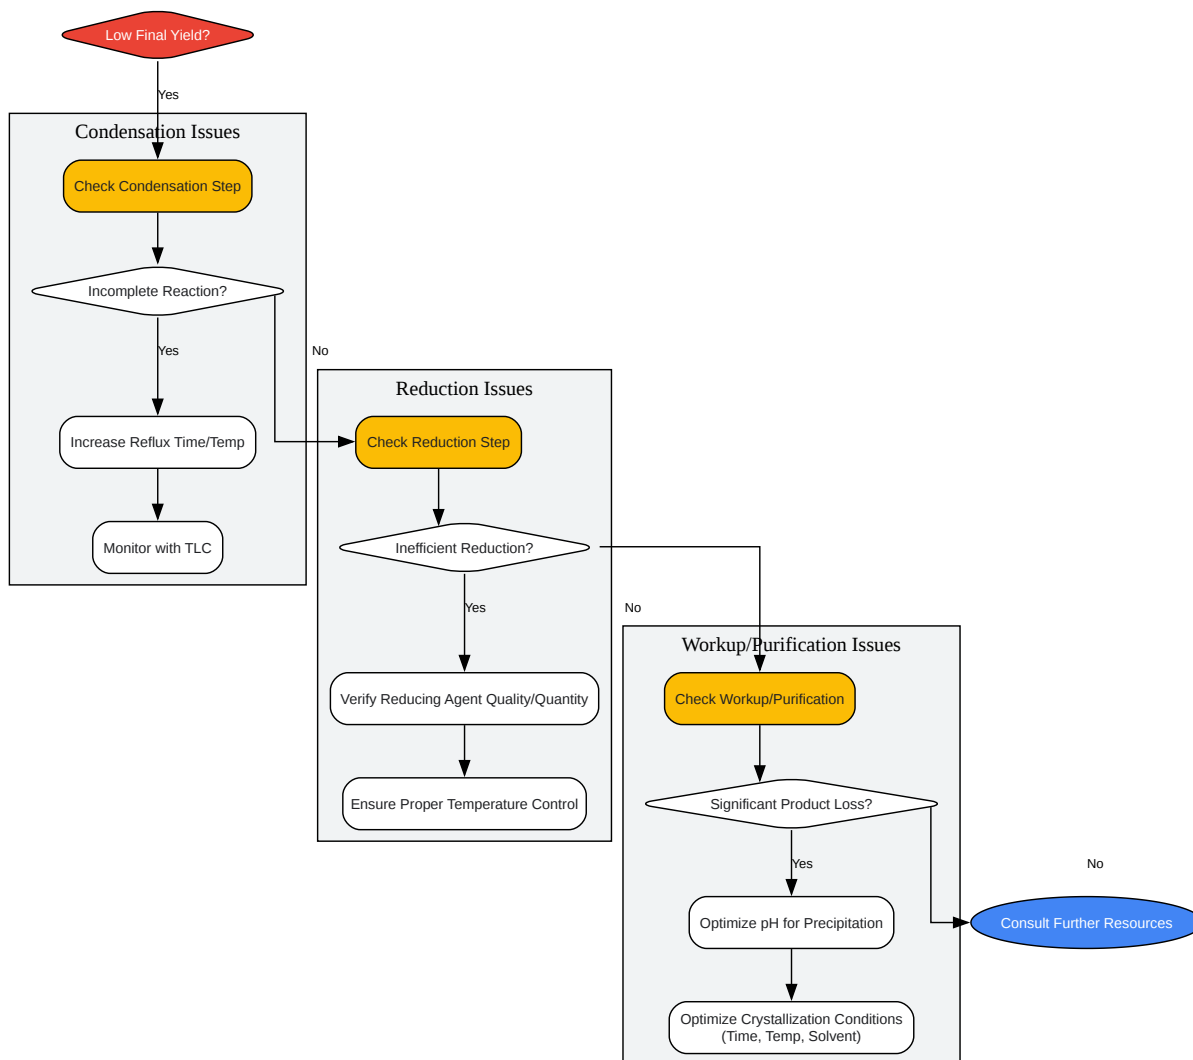 Low Final Yield?
Yes
Condensation Issues
Check Condensation Step
Incomplete Reaction?
Yes
No
Increase Reflux Time/Temp
Monitor with TLC
Reduction Issues
Check Reduction Step
Inefficient Reduction?
Yes
No
Verify Reducing Agent Quality/Quantity
Ensure Proper Temperature Control
Workup/Purification Issues
Check Workup/Purification
Significant Product Loss?
Yes
No
Optimize pH for Precipitation
Consult Further Resources
Optimize Crystallization Conditions
(Time, Temp, Solvent)